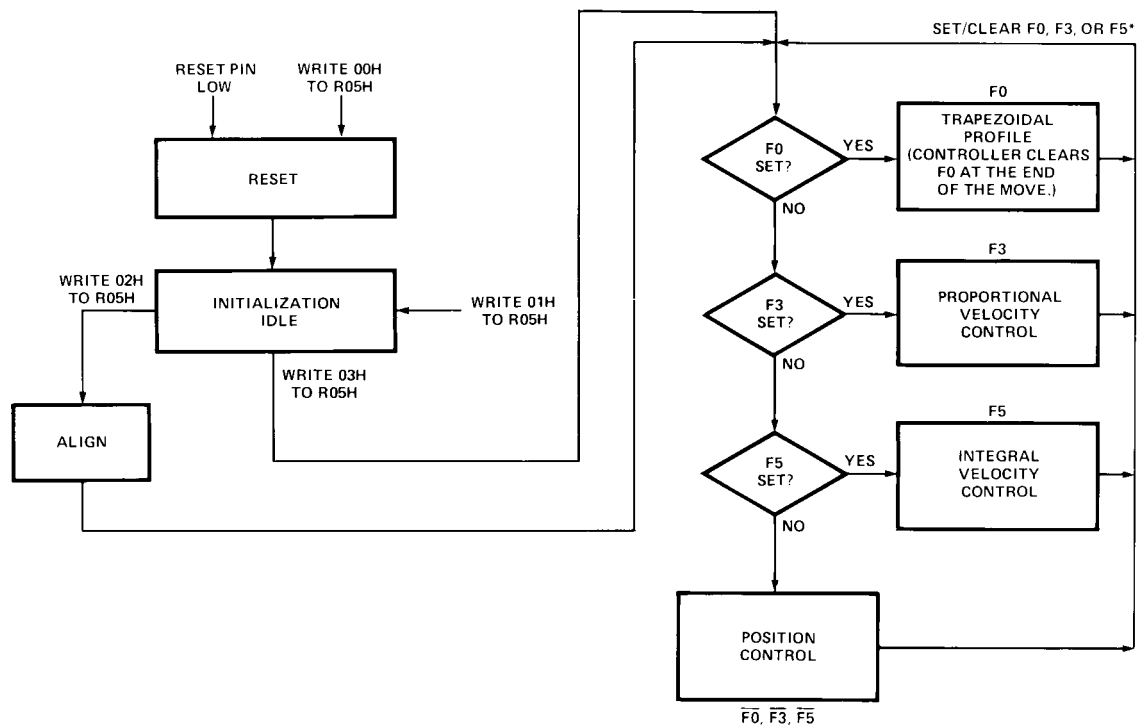 SET/CLEAR F0, F3, OR F5*
RESET PIN
LOW
WRITE 00H
TO R05H
RESET
WRITE 02H
TO R05H
INITIALIZATION
IDLE
WRITE 01H
TO R05H
WRITE 03H
TO R05H
ALIGN
F0
SET?
YES
NO
F0
TRAPEZOIDAL
PROFILE
(CONTROLLER CLEARS
F0 AT THE END
OF THE MOVE.)
F3
SET?
YES
NO
F3
PROPORTIONAL
VELOCITY
CONTROL
F5
SET?
YES
NO
F5
INTEGRAL
VELOCITY
CONTROL
POSITION
CONTROL
F̅0̅, F̅3̅, F̅5̅